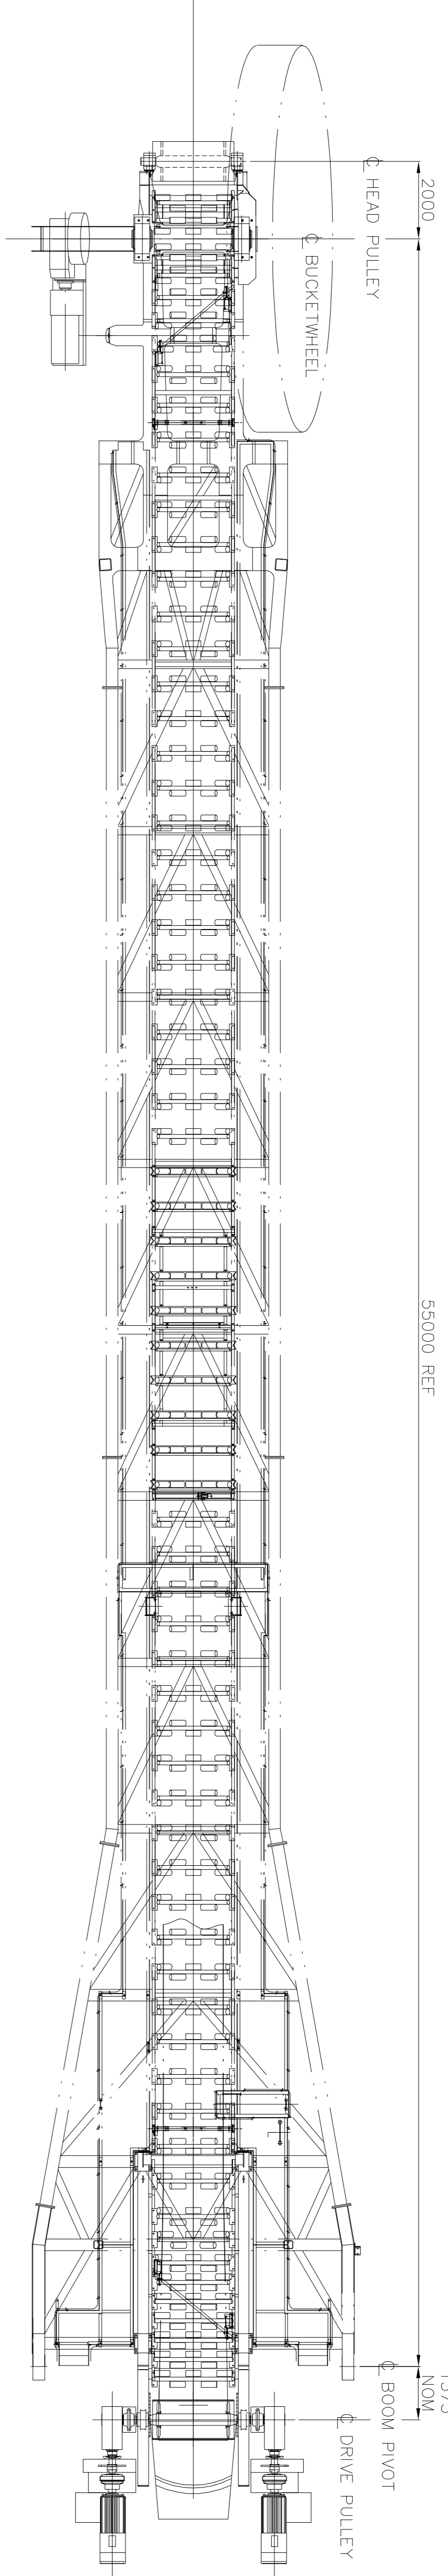 2000
℄ HEAD PULLEY
℄ BUCKETWHEEL
55000 REF
NOM
℄ BOOM PIVOT
℄ DRIVE PULLEY